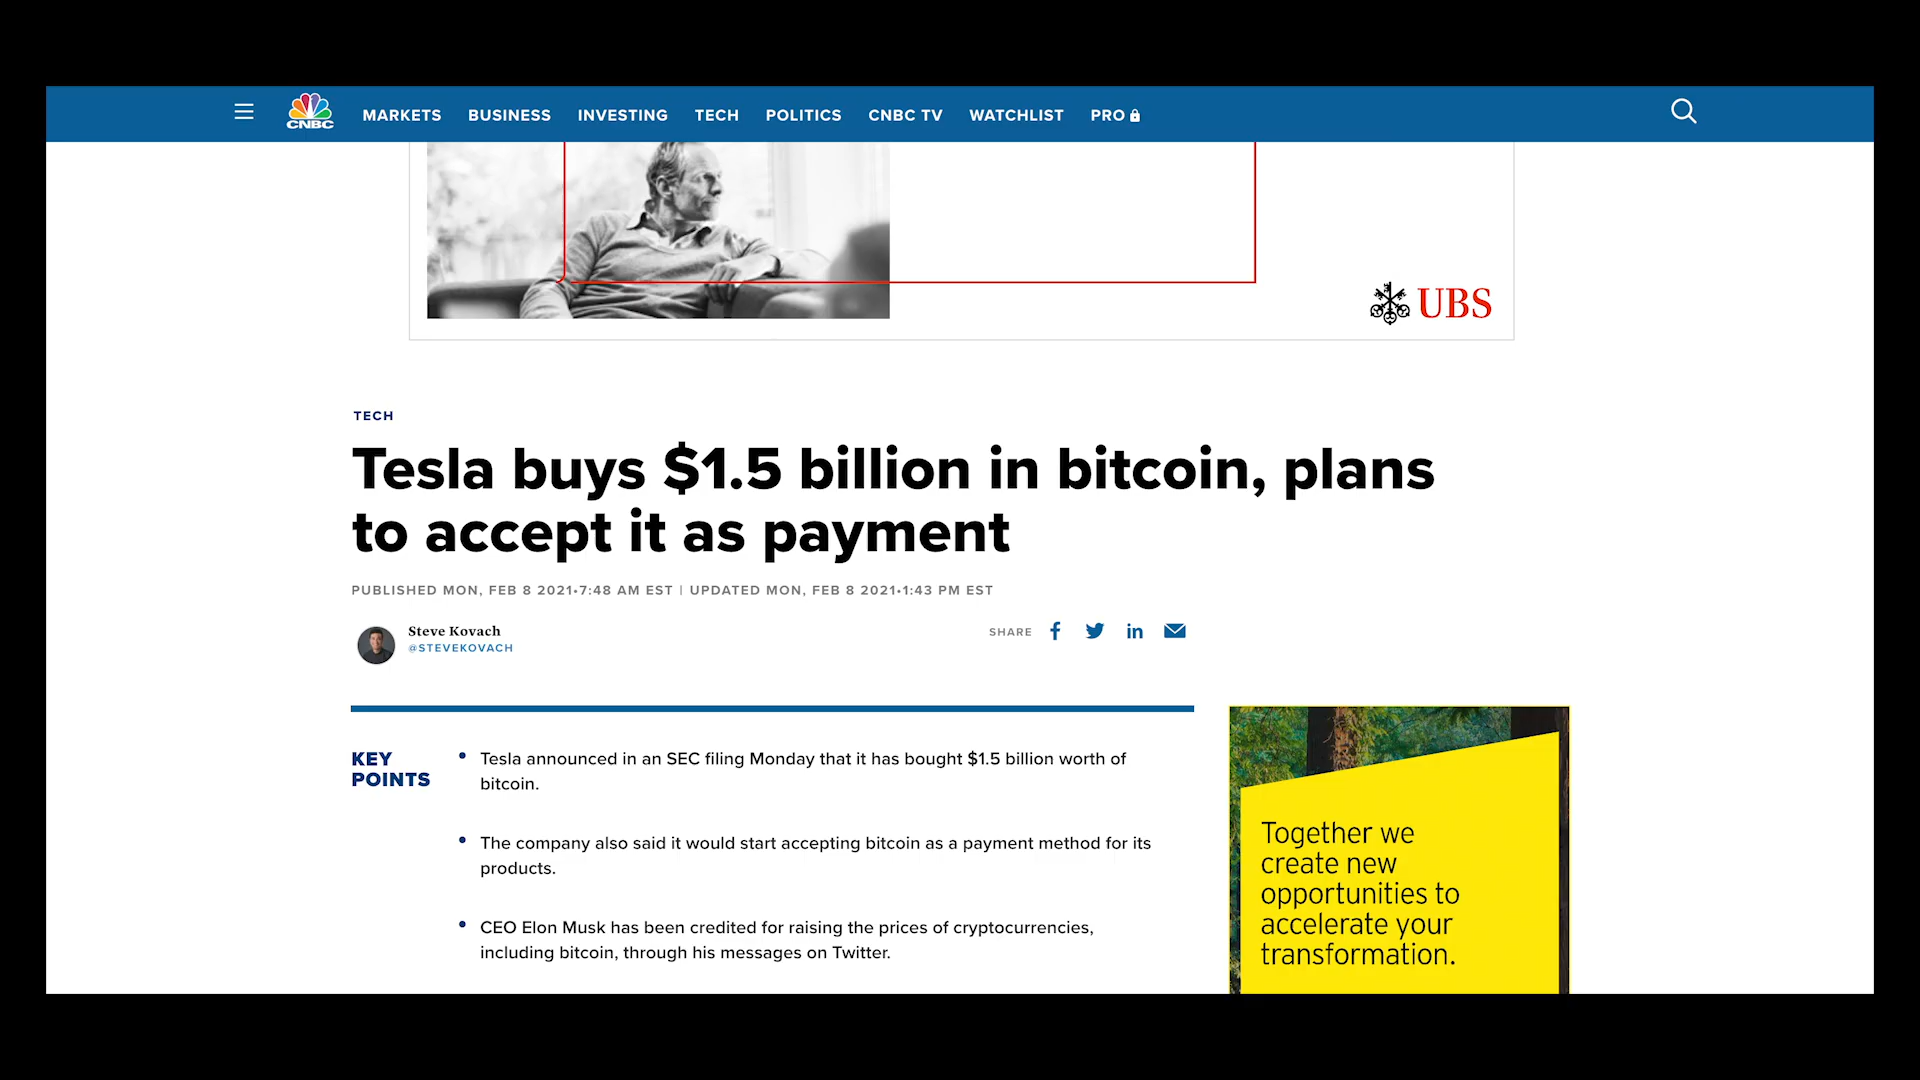 CNBC
MARKETS BUSINESS INVESTING TECH POLITICS CNBC TV WATCHLIST PRO
UBS
TECH
Tesla buys $1.5 billion in bitcoin, plans
to accept it as payment
PUBLISHED MON, FEB 8 2021•7:48 AM EST | UPDATED MON, FEB 8 2021•1:43 PM EST
Steve Kovach
@STEVEKOVACH
SHARE
KEY
POINTS
• Tesla announced in an SEC filing Monday that it has bought $1.5 billion worth of
bitcoin.
• The company also said it would start accepting bitcoin as a payment method for its
products.
• CEO Elon Musk has been credited for raising the prices of cryptocurrencies,
including bitcoin, through his messages on Twitter.
Together we
create new
opportunities to
accelerate your
transformation.